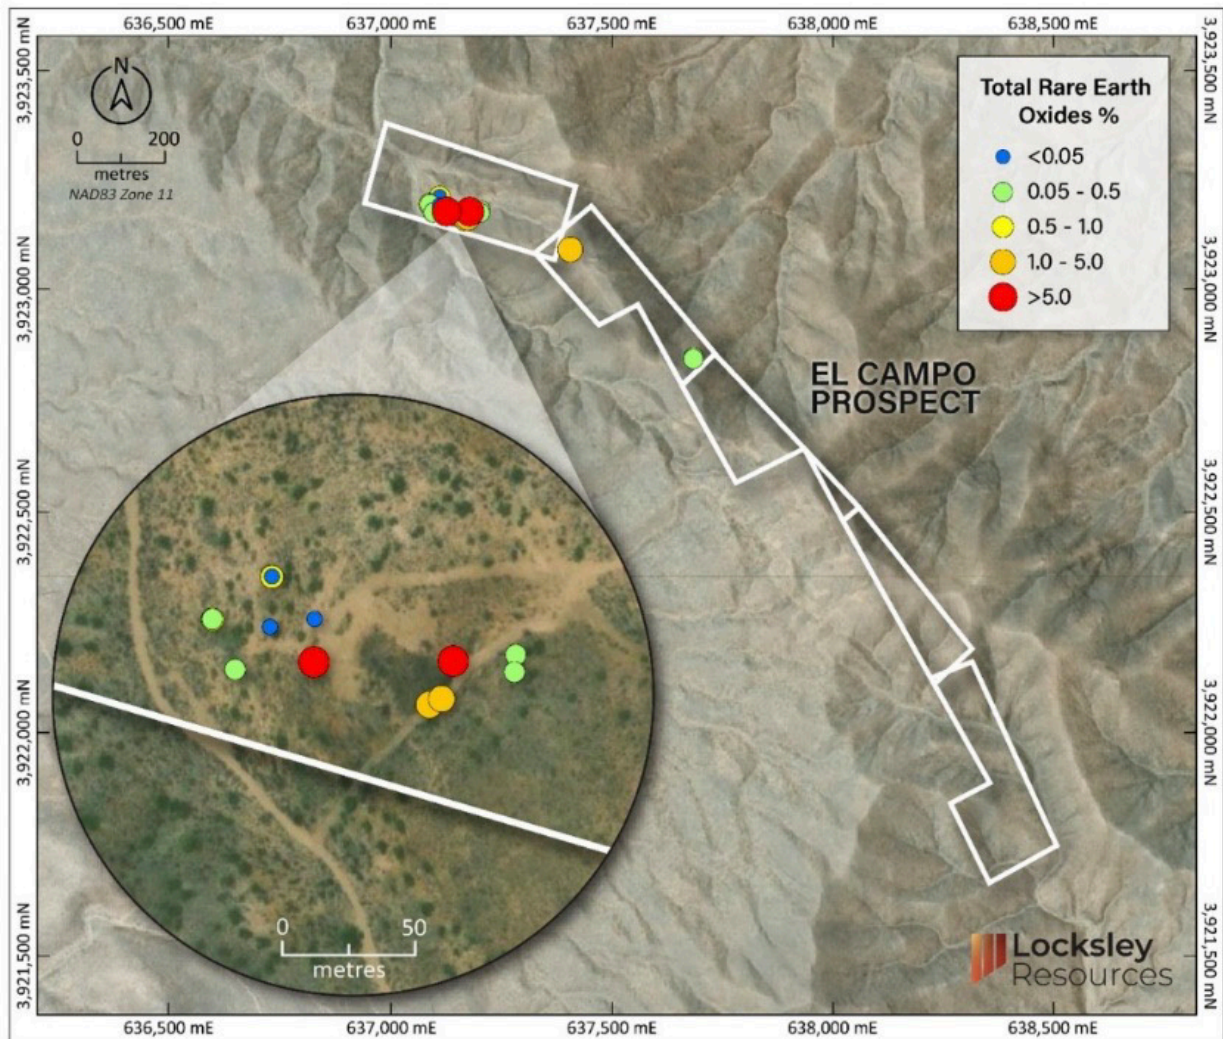 636,500 mE
637,000 mE
637,500 mE
638,000 mE
638,500 mE
3,923,500 mN
3,923,500 mN
N
0 200
metres
NAD83 Zone 11
Total Rare Earth
Oxides %
<0.05
0.05 - 0.5
0.5 - 1.0
1.0 - 5.0
>5.0
3,923,000 mN
3,923,000 mN
EL CAMPO
PROSPECT
3,922,500 mN
3,922,500 mN
3,922,000 mN
3,922,000 mN
0 50
metres
3,921,500 mN
3,921,500 mN
Locksley
Resources
636,500 mE
637,000 mE
637,500 mE
638,000 mE
638,500 mE